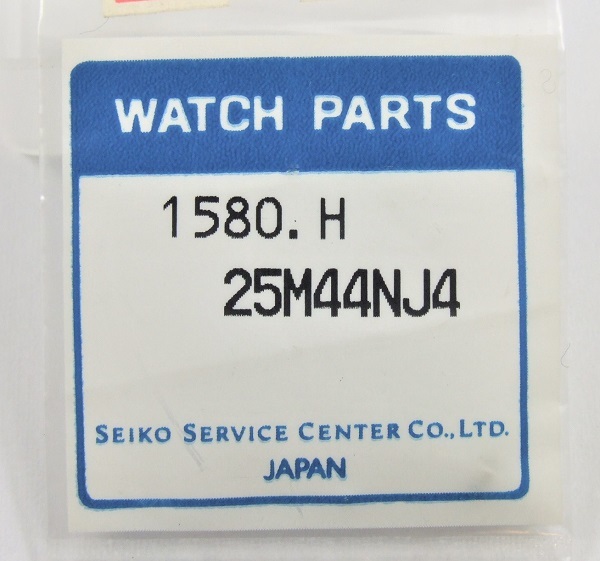 WATCH PARTS
1580. H
25M44NJ4
SEIKO SERVICE CENTER CO., LTD.
JAPAN